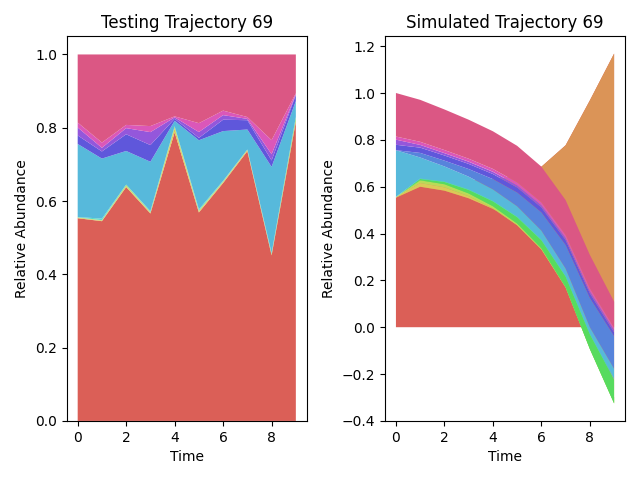 Testing Trajectory 69
Relative Abundance
1.0
0.8
0.6
0.4
0.2
0.0
0 2 4 6 8
Time
Simulated Trajectory 69
Relative Abundance
1.2
1.0
0.8
0.6
0.4
0.2
0.0
−0.2
−0.4
0 2 4 6 8
Time